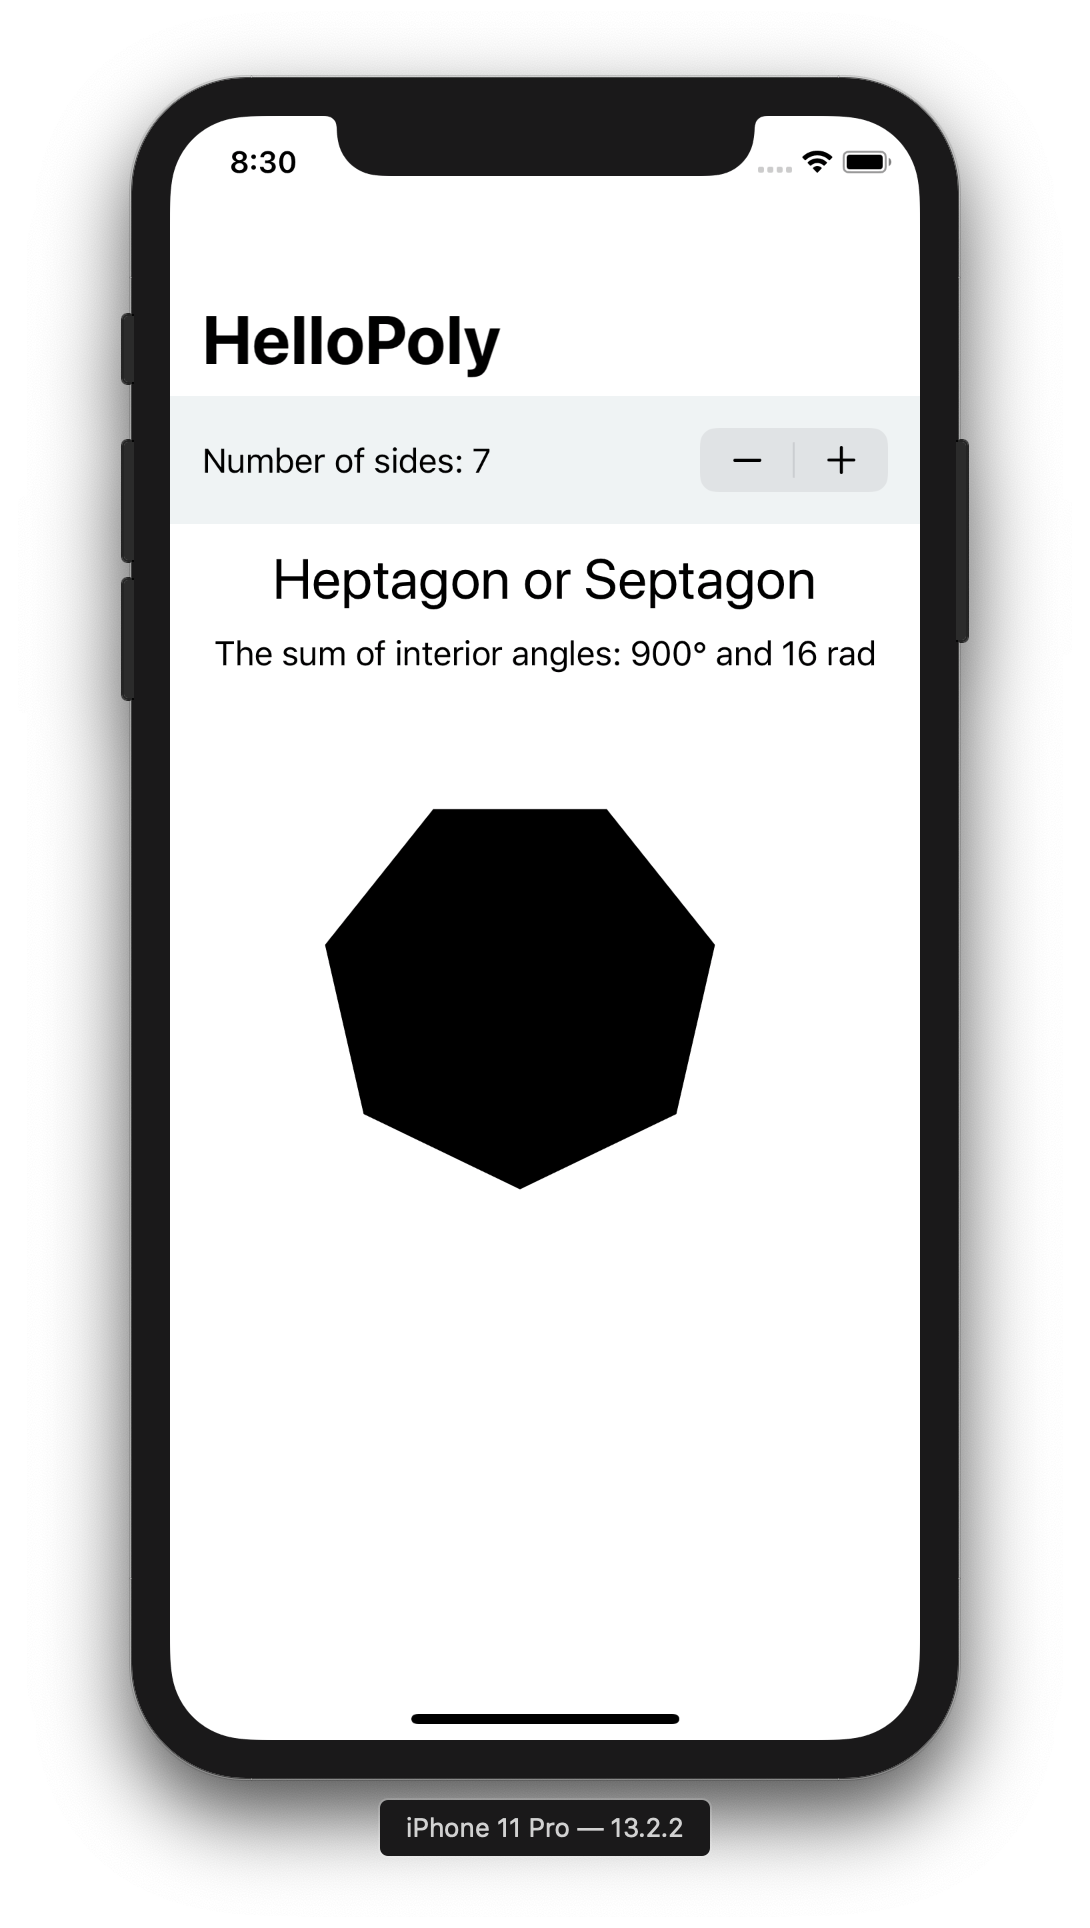 8:30
HelloPoly
Number of sides: 7
Heptagon or Septagon
The sum of interior angles: 900° and 16 rad
iPhone 11 Pro — 13.2.2